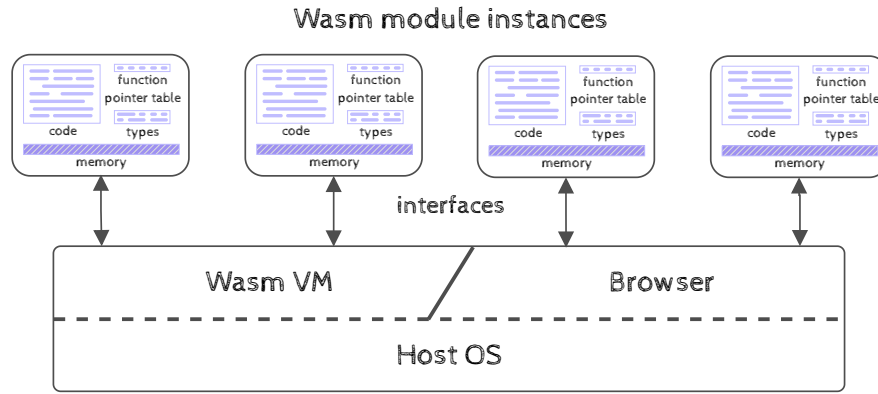 Wasm module instances
function
pointer table
code
types
memory
function
pointer table
code
types
memory
function
pointer table
code
types
memory
function
pointer table
code
types
memory
interfaces
Wasm VM
Browser
Host OS